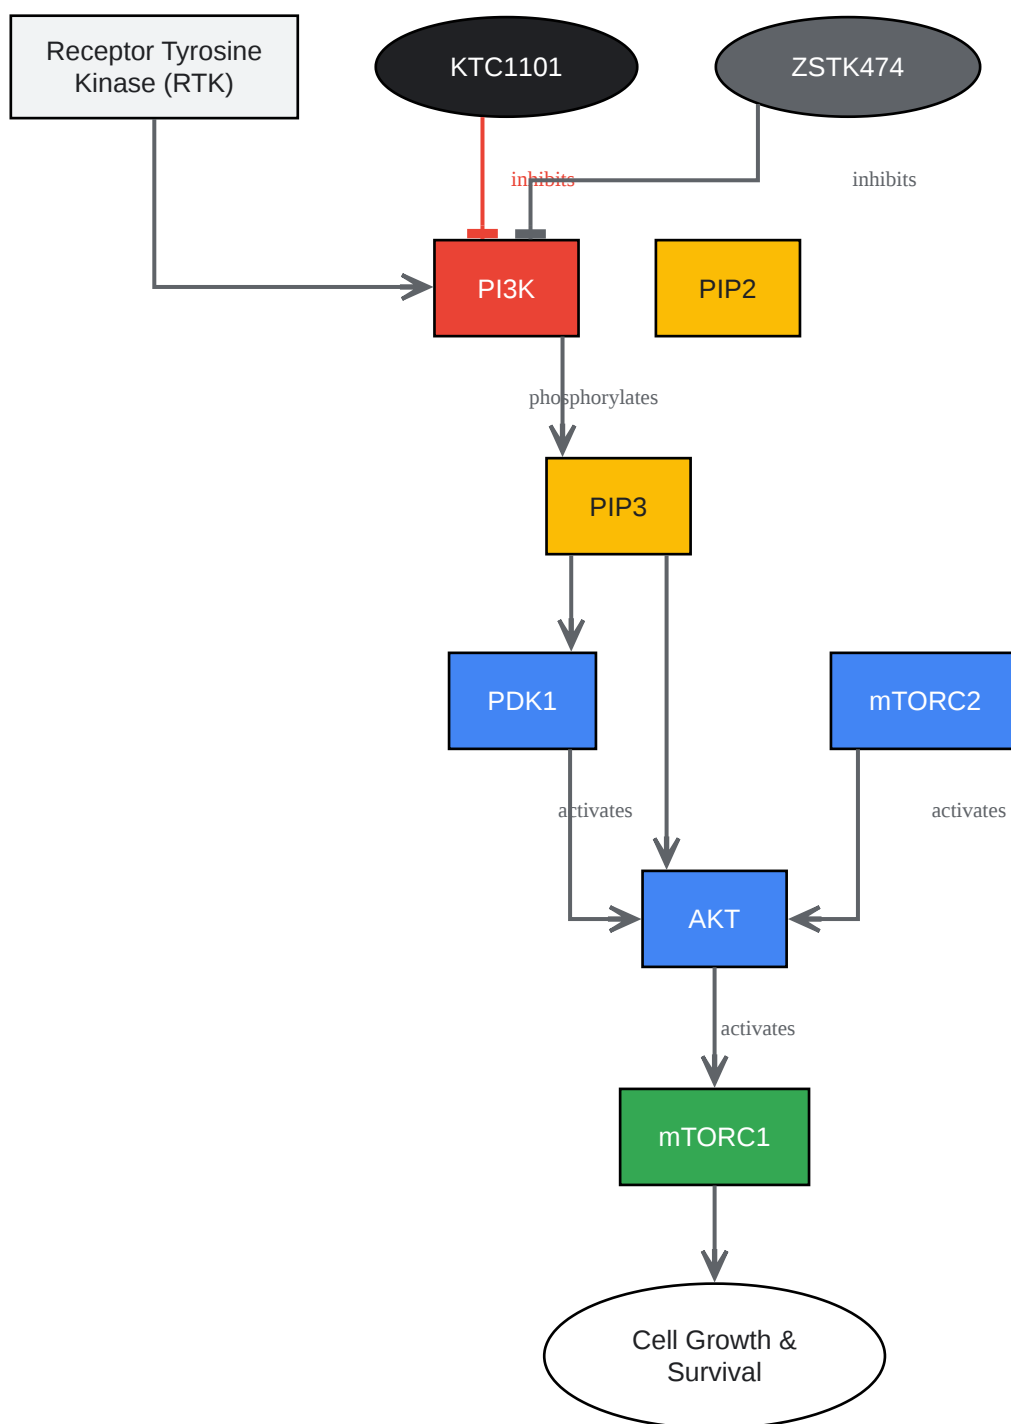 Receptor Tyrosine
Kinase (RTK)
KTC1101
ZSTK474
inhibits
inhibits
PI3K
PIP2
phosphorylates
PIP3
PDK1
mTORC2
activates
activates
AKT
activates
mTORC1
Cell Growth &
Survival